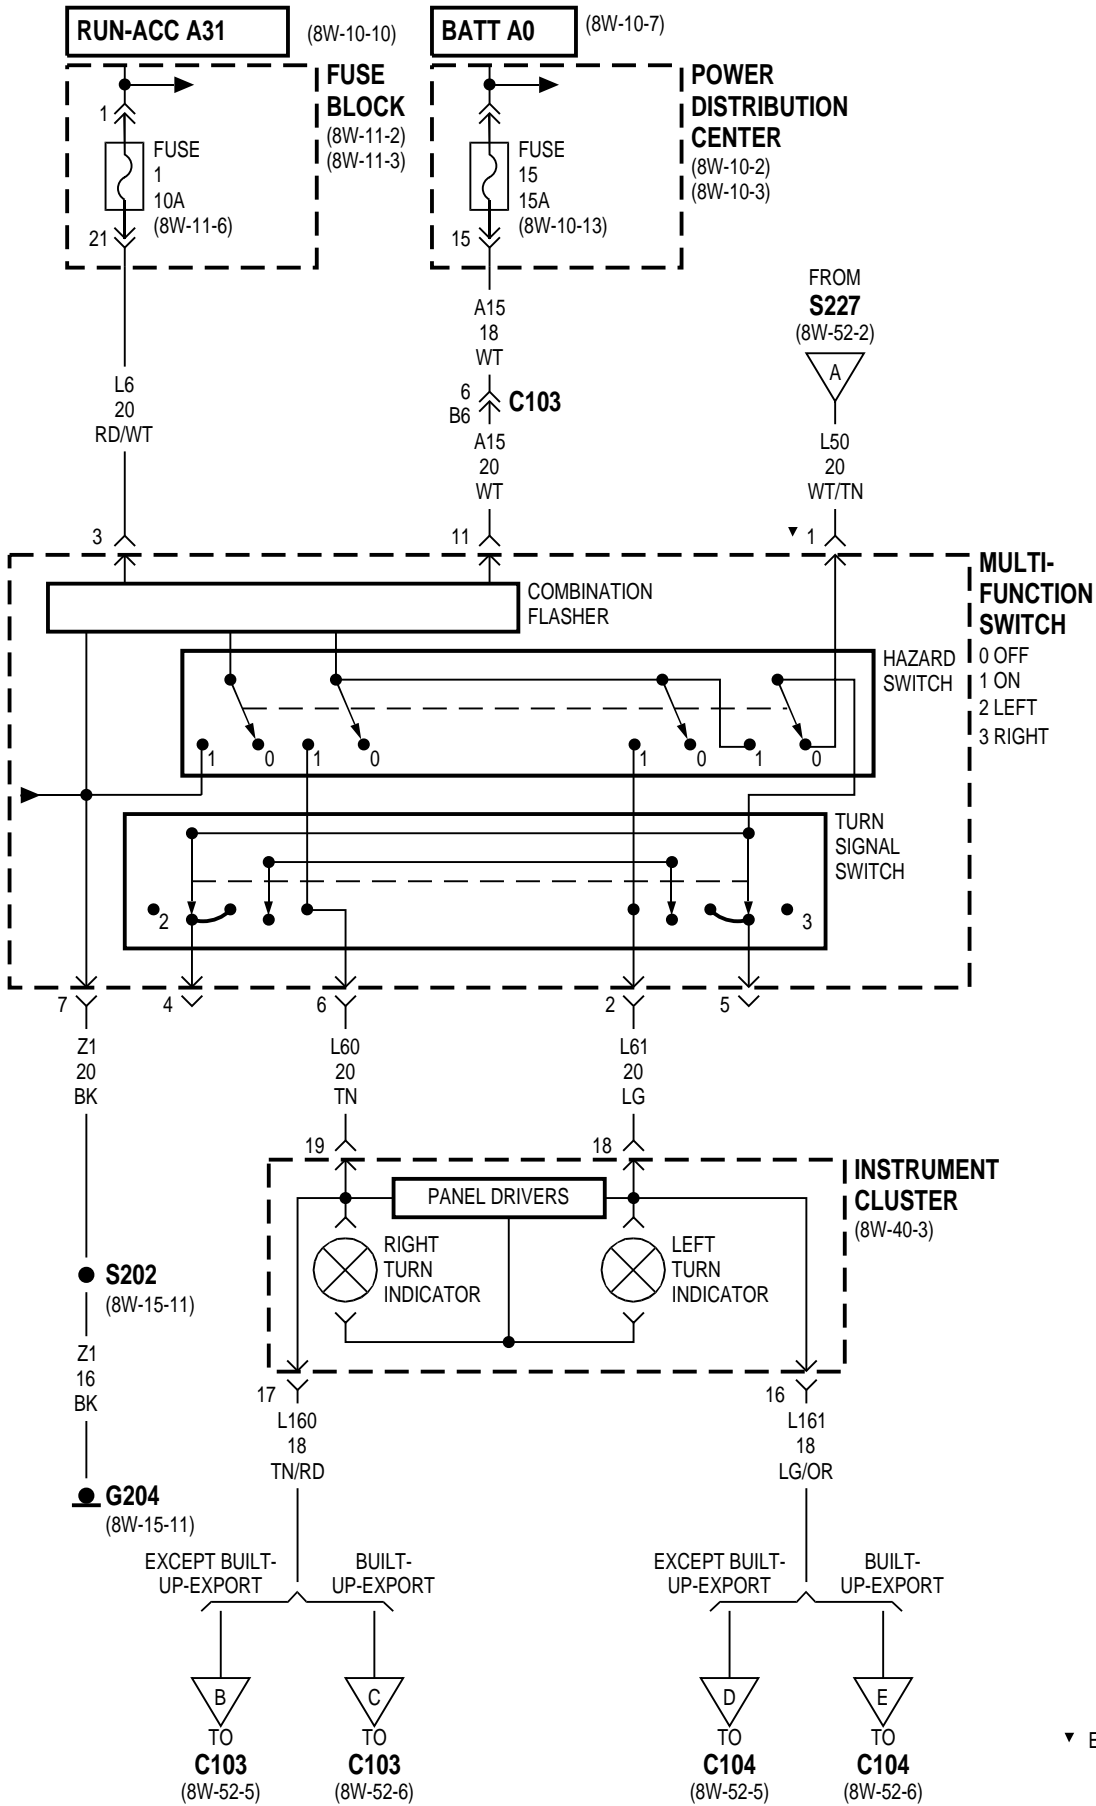 RUN-ACC A31
(8W-10-10)
BATT A0
(8W-10-7)
FUSE
BLOCK
(8W-11-2)
(8W-11-3)
1
FUSE
1
10A
(8W-11-6)
21
POWER
DISTRIBUTION
CENTER
(8W-10-2)
(8W-10-3)
FUSE
15
15A
(8W-10-13)
15
FROM
S227
(8W-52-2)
A
A15
18
WT
6
B6
C103
A15
20
WT
L6
20
RD/WT
L50
20
WT/TN
3
11
▼ 1
MULTI-
FUNCTION
SWITCH
0 OFF
1 ON
2 LEFT
3 RIGHT
COMBINATION
FLASHER
HAZARD
SWITCH
1 0 1 0 1 0 1 0
TURN
SIGNAL
SWITCH
2
3
7
4
6
2
5
Z1
20
BK
L60
20
TN
L61
20
LG
19
18
INSTRUMENT
CLUSTER
(8W-40-3)
PANEL DRIVERS
RIGHT
TURN
INDICATOR
LEFT
TURN
INDICATOR
S202
(8W-15-11)
Z1
16
BK
G204
(8W-15-11)
17
L160
18
TN/RD
16
L161
18
LG/OR
EXCEPT BUILT-
UP-EXPORT
BUILT-
UP-EXPORT
EXCEPT BUILT-
UP-EXPORT
BUILT-
UP-EXPORT
B
TO
C103
(8W-52-5)
C
TO
C103
(8W-52-6)
D
TO
C104
(8W-52-5)
E
TO
C104
(8W-52-6)
▼